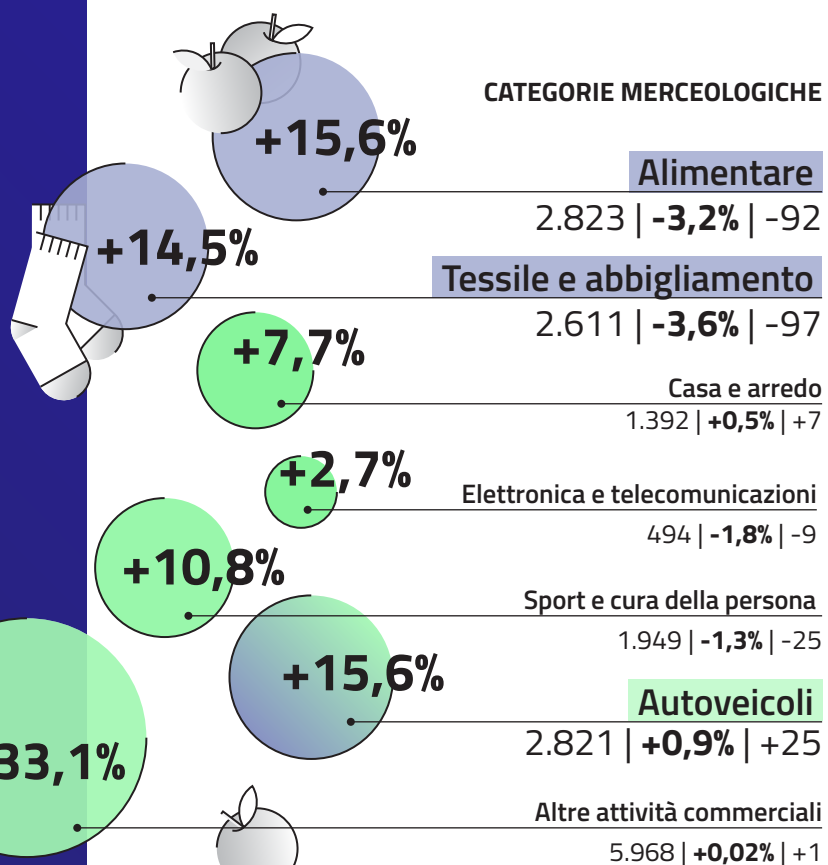 CATEGORIE MERCEOLOGICHE
+15,6%
Alimentare
2.823 | -3,2% | -92
+14,5%
Tessile e abbigliamento
2.611 | -3,6% | -97
+7,7%
Casa e arredo
1.392 | +0,5% | +7
+2,7%
Elettronica e telecomunicazioni
494 | -1,8% | -9
+10,8%
Sport e cura della persona
1.949 | -1,3% | -25
+15,6%
Autoveicoli
2.821 | +0,9% | +25
33,1%
Altre attività commerciali
5.968 | +0,02% | +1